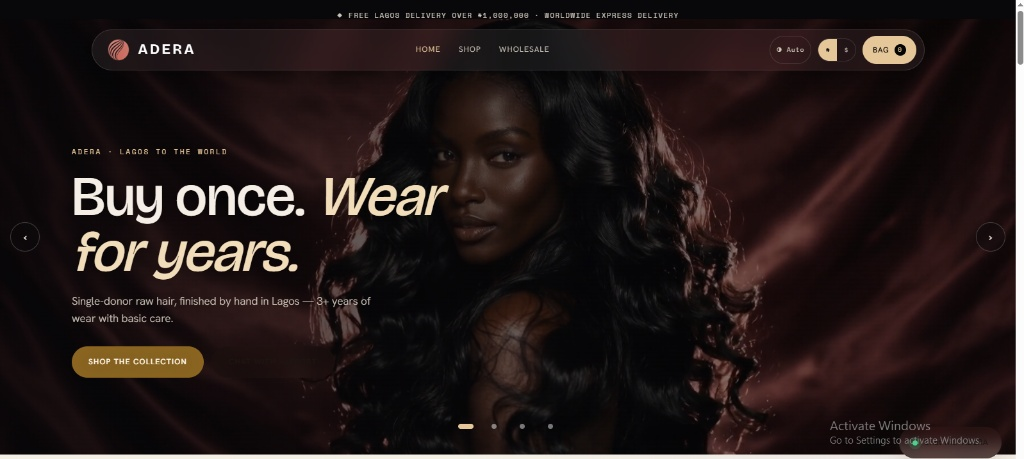 ◆ FREE LAGOS DELIVERY OVER ₦1,000,000 · WORLDWIDE EXPRESS DELIVERY
ADERA
HOME SHOP WHOLESALE
Auto
₦ $
BAG 0
ADERA · LAGOS TO THE WORLD
Buy once. Wear
for years.
Single-donor raw hair, finished by hand in Lagos — 3+ years of
wear with basic care.
SHOP THE COLLECTION
Activate Windows
Go to Settings to activate Windows.